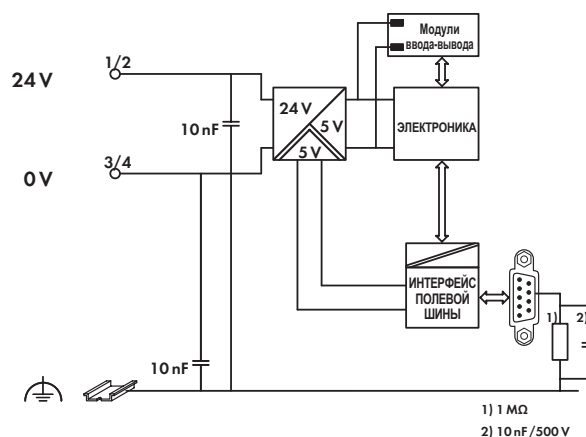 Модули
ввода-вывода
24 V
1/2
10 nF
24 V
5 V
5 V
ЭЛЕКТРОНИКА
3/4
0 V
ИНТЕРФЕЙС
ПОЛЕВОЙ
ШИНЫ
1)
2)
10 nF
1) 1 MΩ
2) 10 nF/500 V